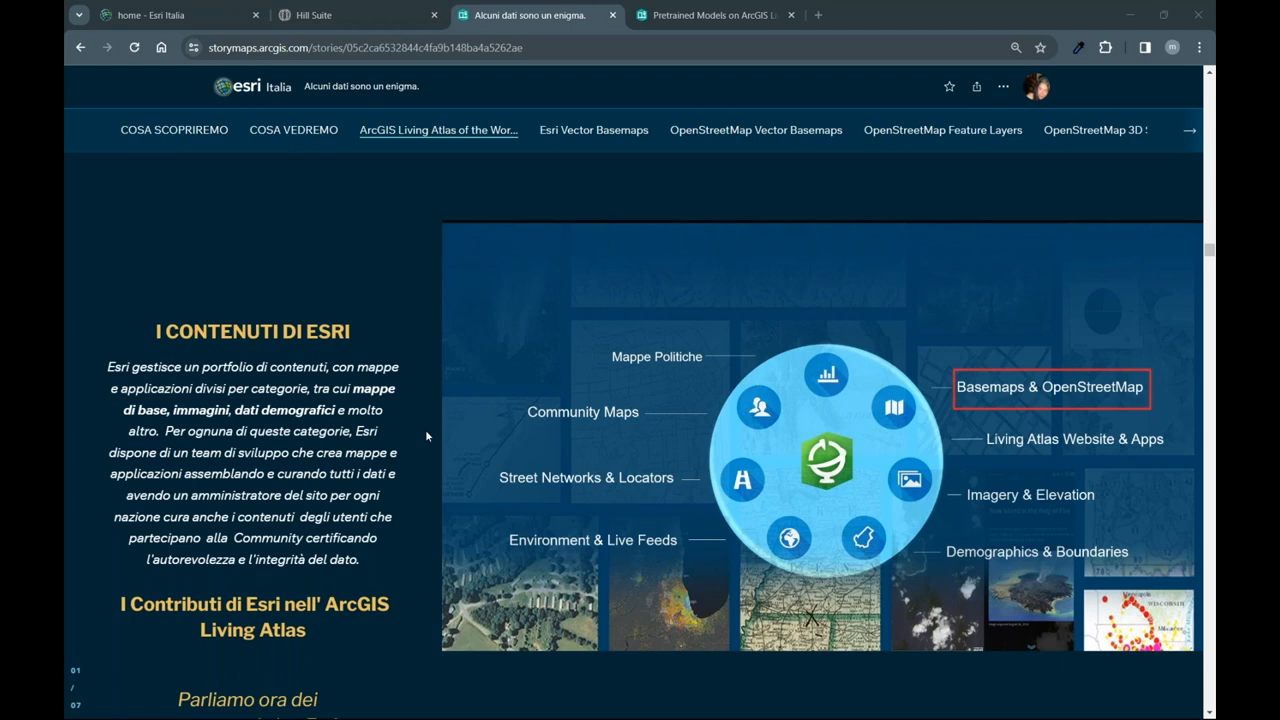 home - Esri Italia
Hill Suite
Alcuni dati sono un enigma.
Pretrained Models on ArcGIS Li
storymaps.arcgis.com/stories/05c2ca6532844c4fa9b148ba4a5262ae
m
esri Italia
Alcuni dati sono un enigma.
COSA SCOPRIREMO
COSA VEDREMO
ArcGIS Living Atlas of the Wor...
Esri Vector Basemaps
OpenStreetMap Vector Basemaps
OpenStreetMap Feature Layers
OpenStreetMap 3D
I CONTENUTI DI ESRI
Esri gestisce un portfolio di contenuti, con mappe
e applicazioni divisi per categorie, tra cui mappe
di base, immagini, dati demografici e molto
altro. Per ognuna di queste categorie, Esri
dispone di un team di sviluppo che crea mappe e
applicazioni assemblando e curando tutti i dati e
avendo un amministratore del sito per ogni
nazione cura anche i contenuti degli utenti che
partecipano alla Community certificando
l'autorevolezza e l'integrità del dato.
I Contributi di Esri nell' ArcGIS
Living Atlas
Parliamo ora dei
01
/
07
Mappe Politiche
Community Maps
Street Networks & Locators
Environment & Live Feeds
Basemaps & OpenStreetMap
Living Atlas Website & Apps
Imagery & Elevation
Demographics & Boundaries